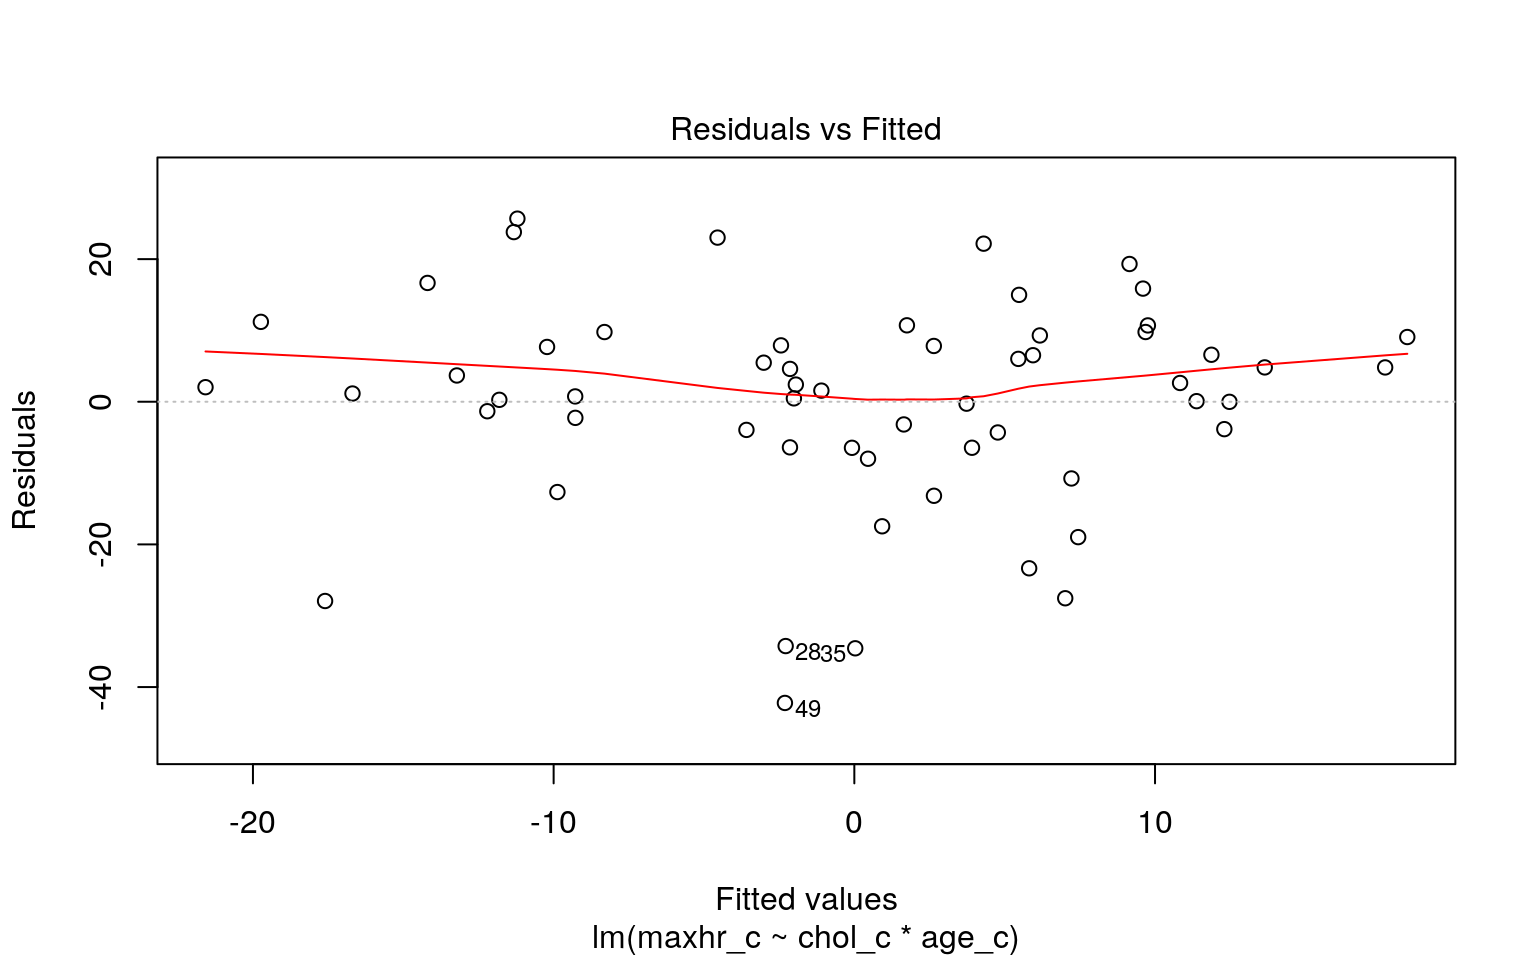 Residuals vs Fitted
Residuals
20
0
-20
-40
28
35
49
-20 -10 0 10
Fitted values
lm(maxhr_c ~ chol_c * age_c)